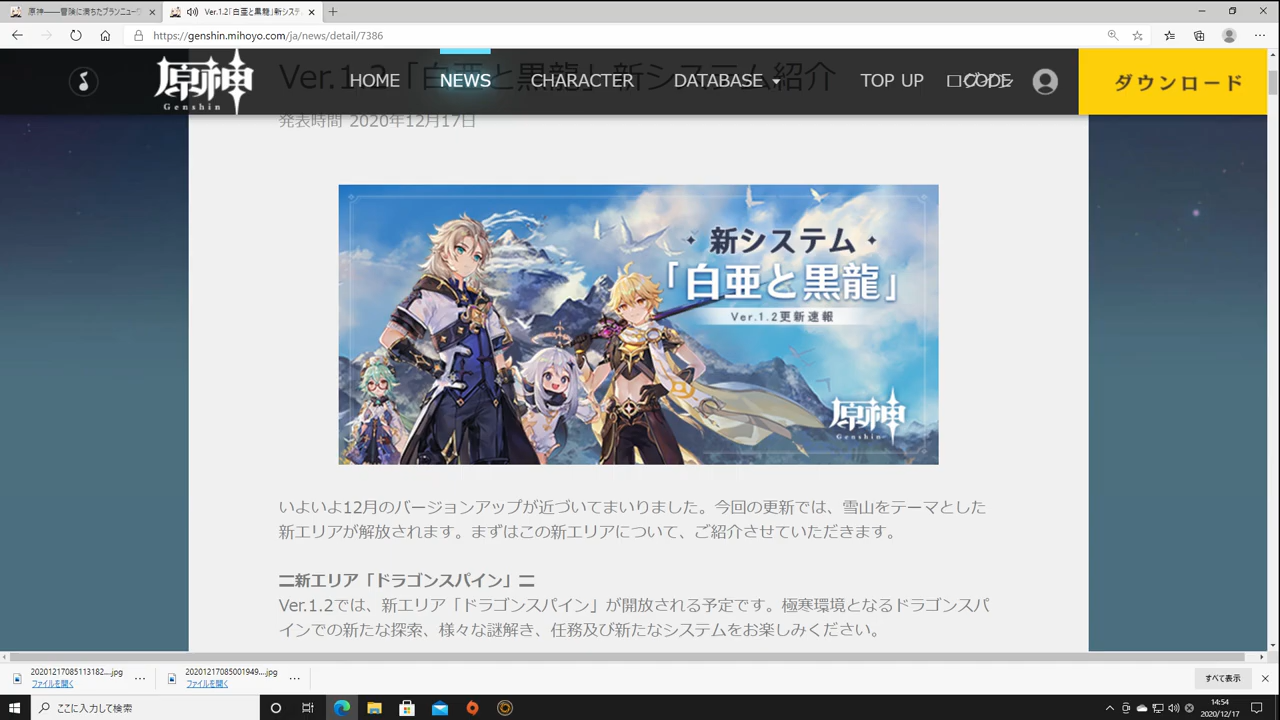 原神——冒険に満ちたブランニュー
Ver.1.2「白亜と黒龍」新システ
https://genshin.mihoyo.com/ja/news/detail/7386
Ver.1.2「白亜と黒龍」新システム紹介
原神
Genshin
HOME
NEWS
CHARACTER
DATABASE
TOP UP
ログイン
CODE
ダウンロード
発表時間 2020年12月17日
新システム
「白亜と黒龍」
Ver.1.2更新速報
原神
Genshin
いよいよ12月のバージョンアップが近づいてまいりました。今回の更新では、雪山をテーマとした
新エリアが解放されます。まずはこの新エリアについて、ご紹介させていただきます。
〓新エリア「ドラゴンスパイン」〓
Ver.1.2では、新エリア「ドラゴンスパイン」が開放される予定です。極寒環境となるドラゴンスパ
インでの新たな探索、様々な謎解き、任務及び新たなシステムをお楽しみください。
20201217085113182....jpg
ファイルを開く
20201217085001949....jpg
ファイルを開く
すべて表示
ここに入力して検索
14:54
2020/12/17